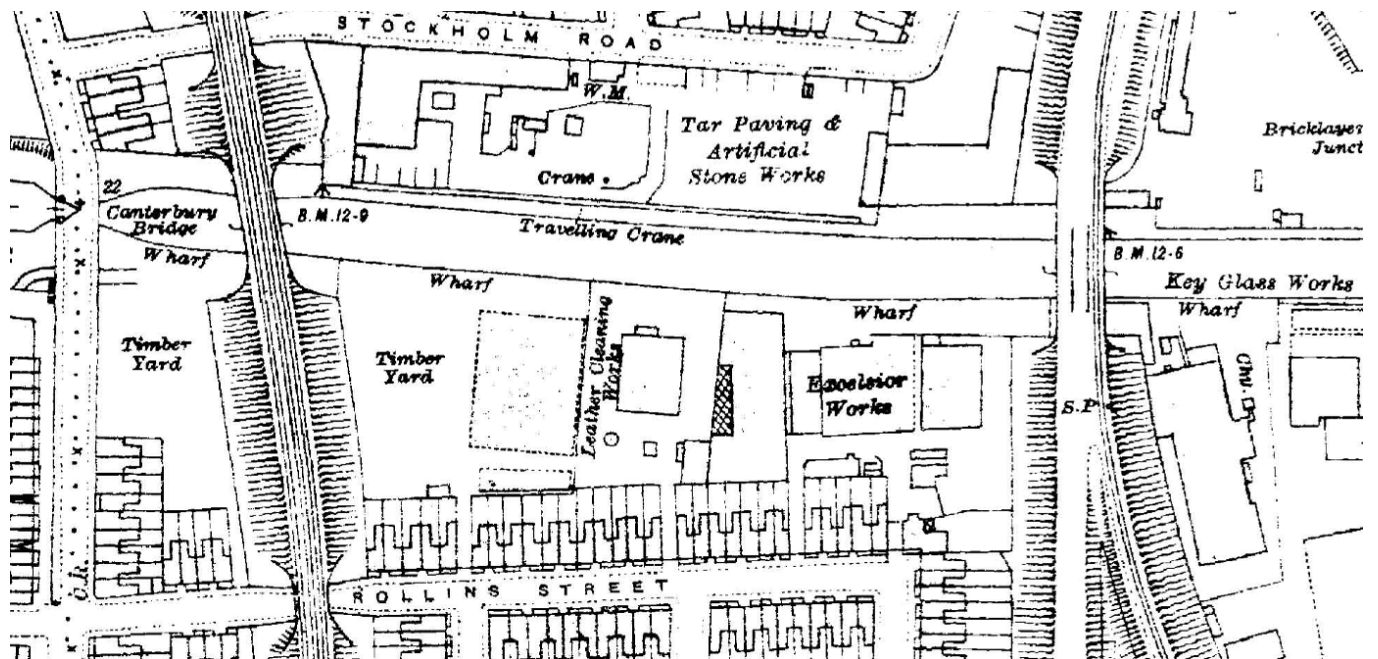 STOCKHOLM ROAD
W.M.
Tar Paving &
Artificial
Stone Works
Crane
Bricklayer
Junct
22
Canterbury
Bridge
B.M.12-9
Travelling Crane
B.M.12-6
Wharf
Wharf
Key Glass Works
Wharf
Wharf
Timber
Yard
Timber
Yard
Leather Cleaning
Works
Excelsior
Works
Chy.
S.P
C.R.
ROLLINS STREET